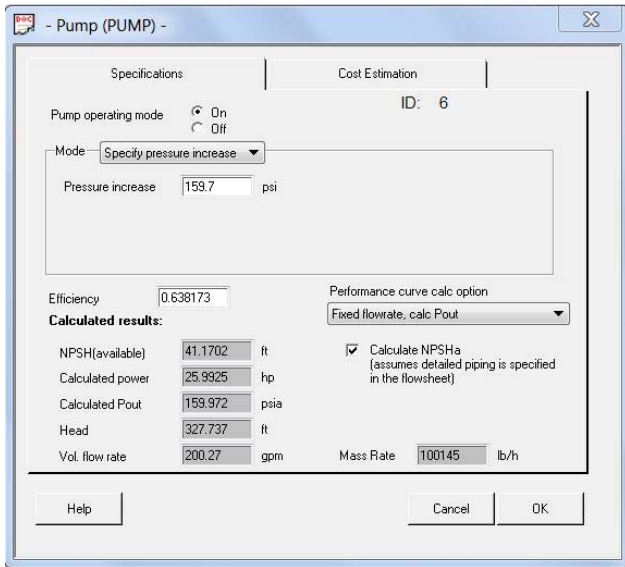 DOC
- Pump (PUMP) -
Specifications
Cost Estimation
ID: 6
Pump operating mode
On
Off
Mode
Specify pressure increase
Pressure increase 159.7 psi
Efficiency 0.638173
Performance curve calc option
Fixed flowrate, calc Pout
Calculated results:
NPSH(available) 41.1702 ft
Calculate NPSHa
(assumes detailed piping is specified
in the flowsheet)
Calculated power 25.9925 hp
Calculated Pout 159.972 psia
Head 327.737 ft
Vol. flow rate 200.27 gpm
Mass Rate 100145 lb/h
Help
Cancel
OK